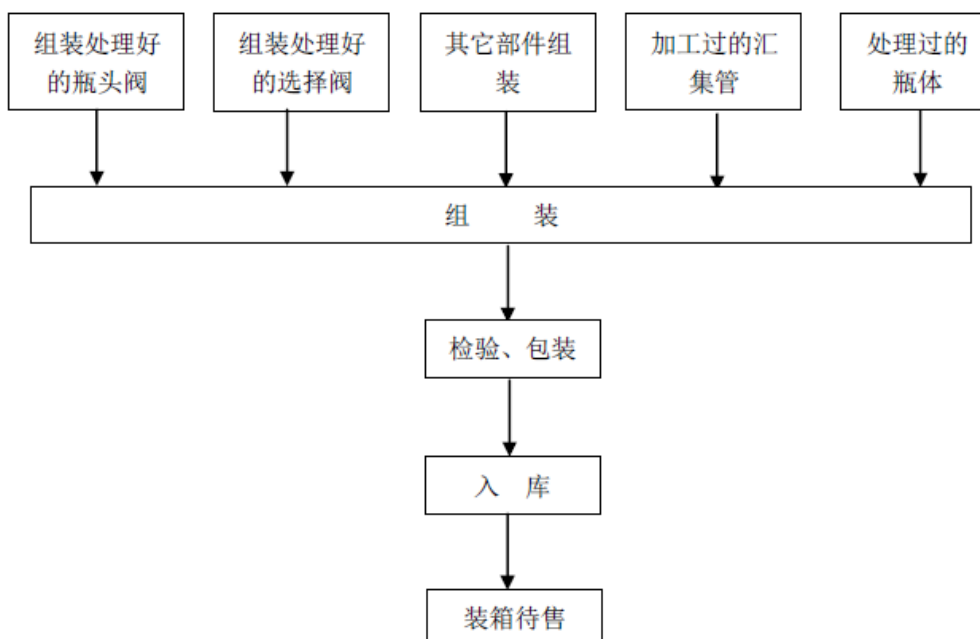 组装处理好
的瓶头阀
组装处理好
的选择阀
其它部件组
装
加工过的汇
集管
处理过的
瓶体
组 装
检验、包装
入 库
装箱待售